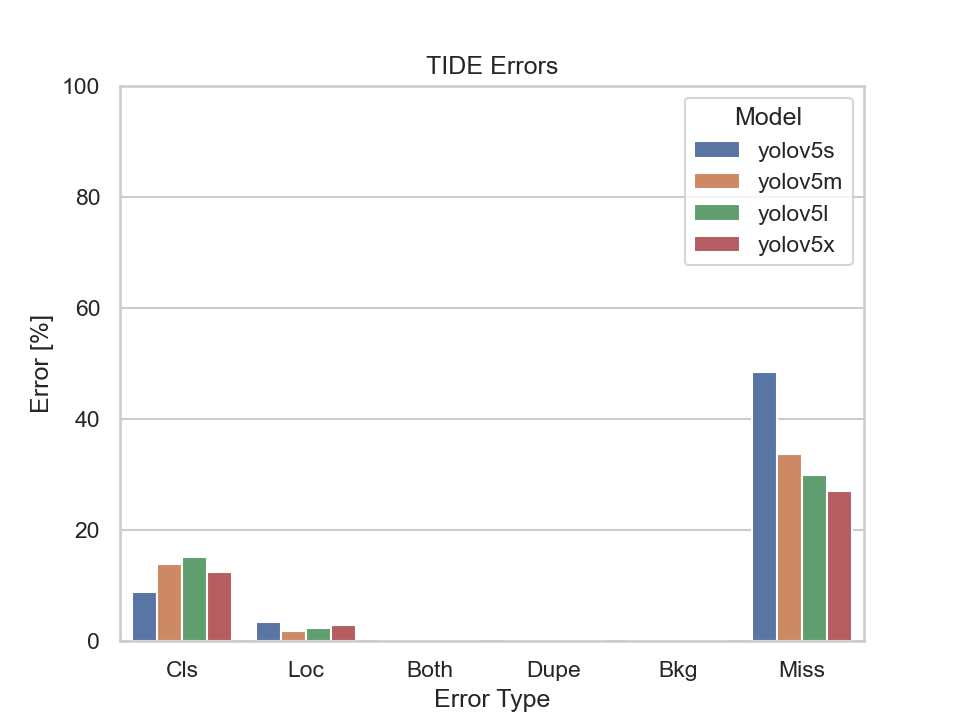 TIDE Errors
100
80
60
40
20
0
Error [%]
Model
yolov5s
yolov5m
yolov5l
yolov5x
Cls Loc Both Dupe Bkg Miss
Error Type